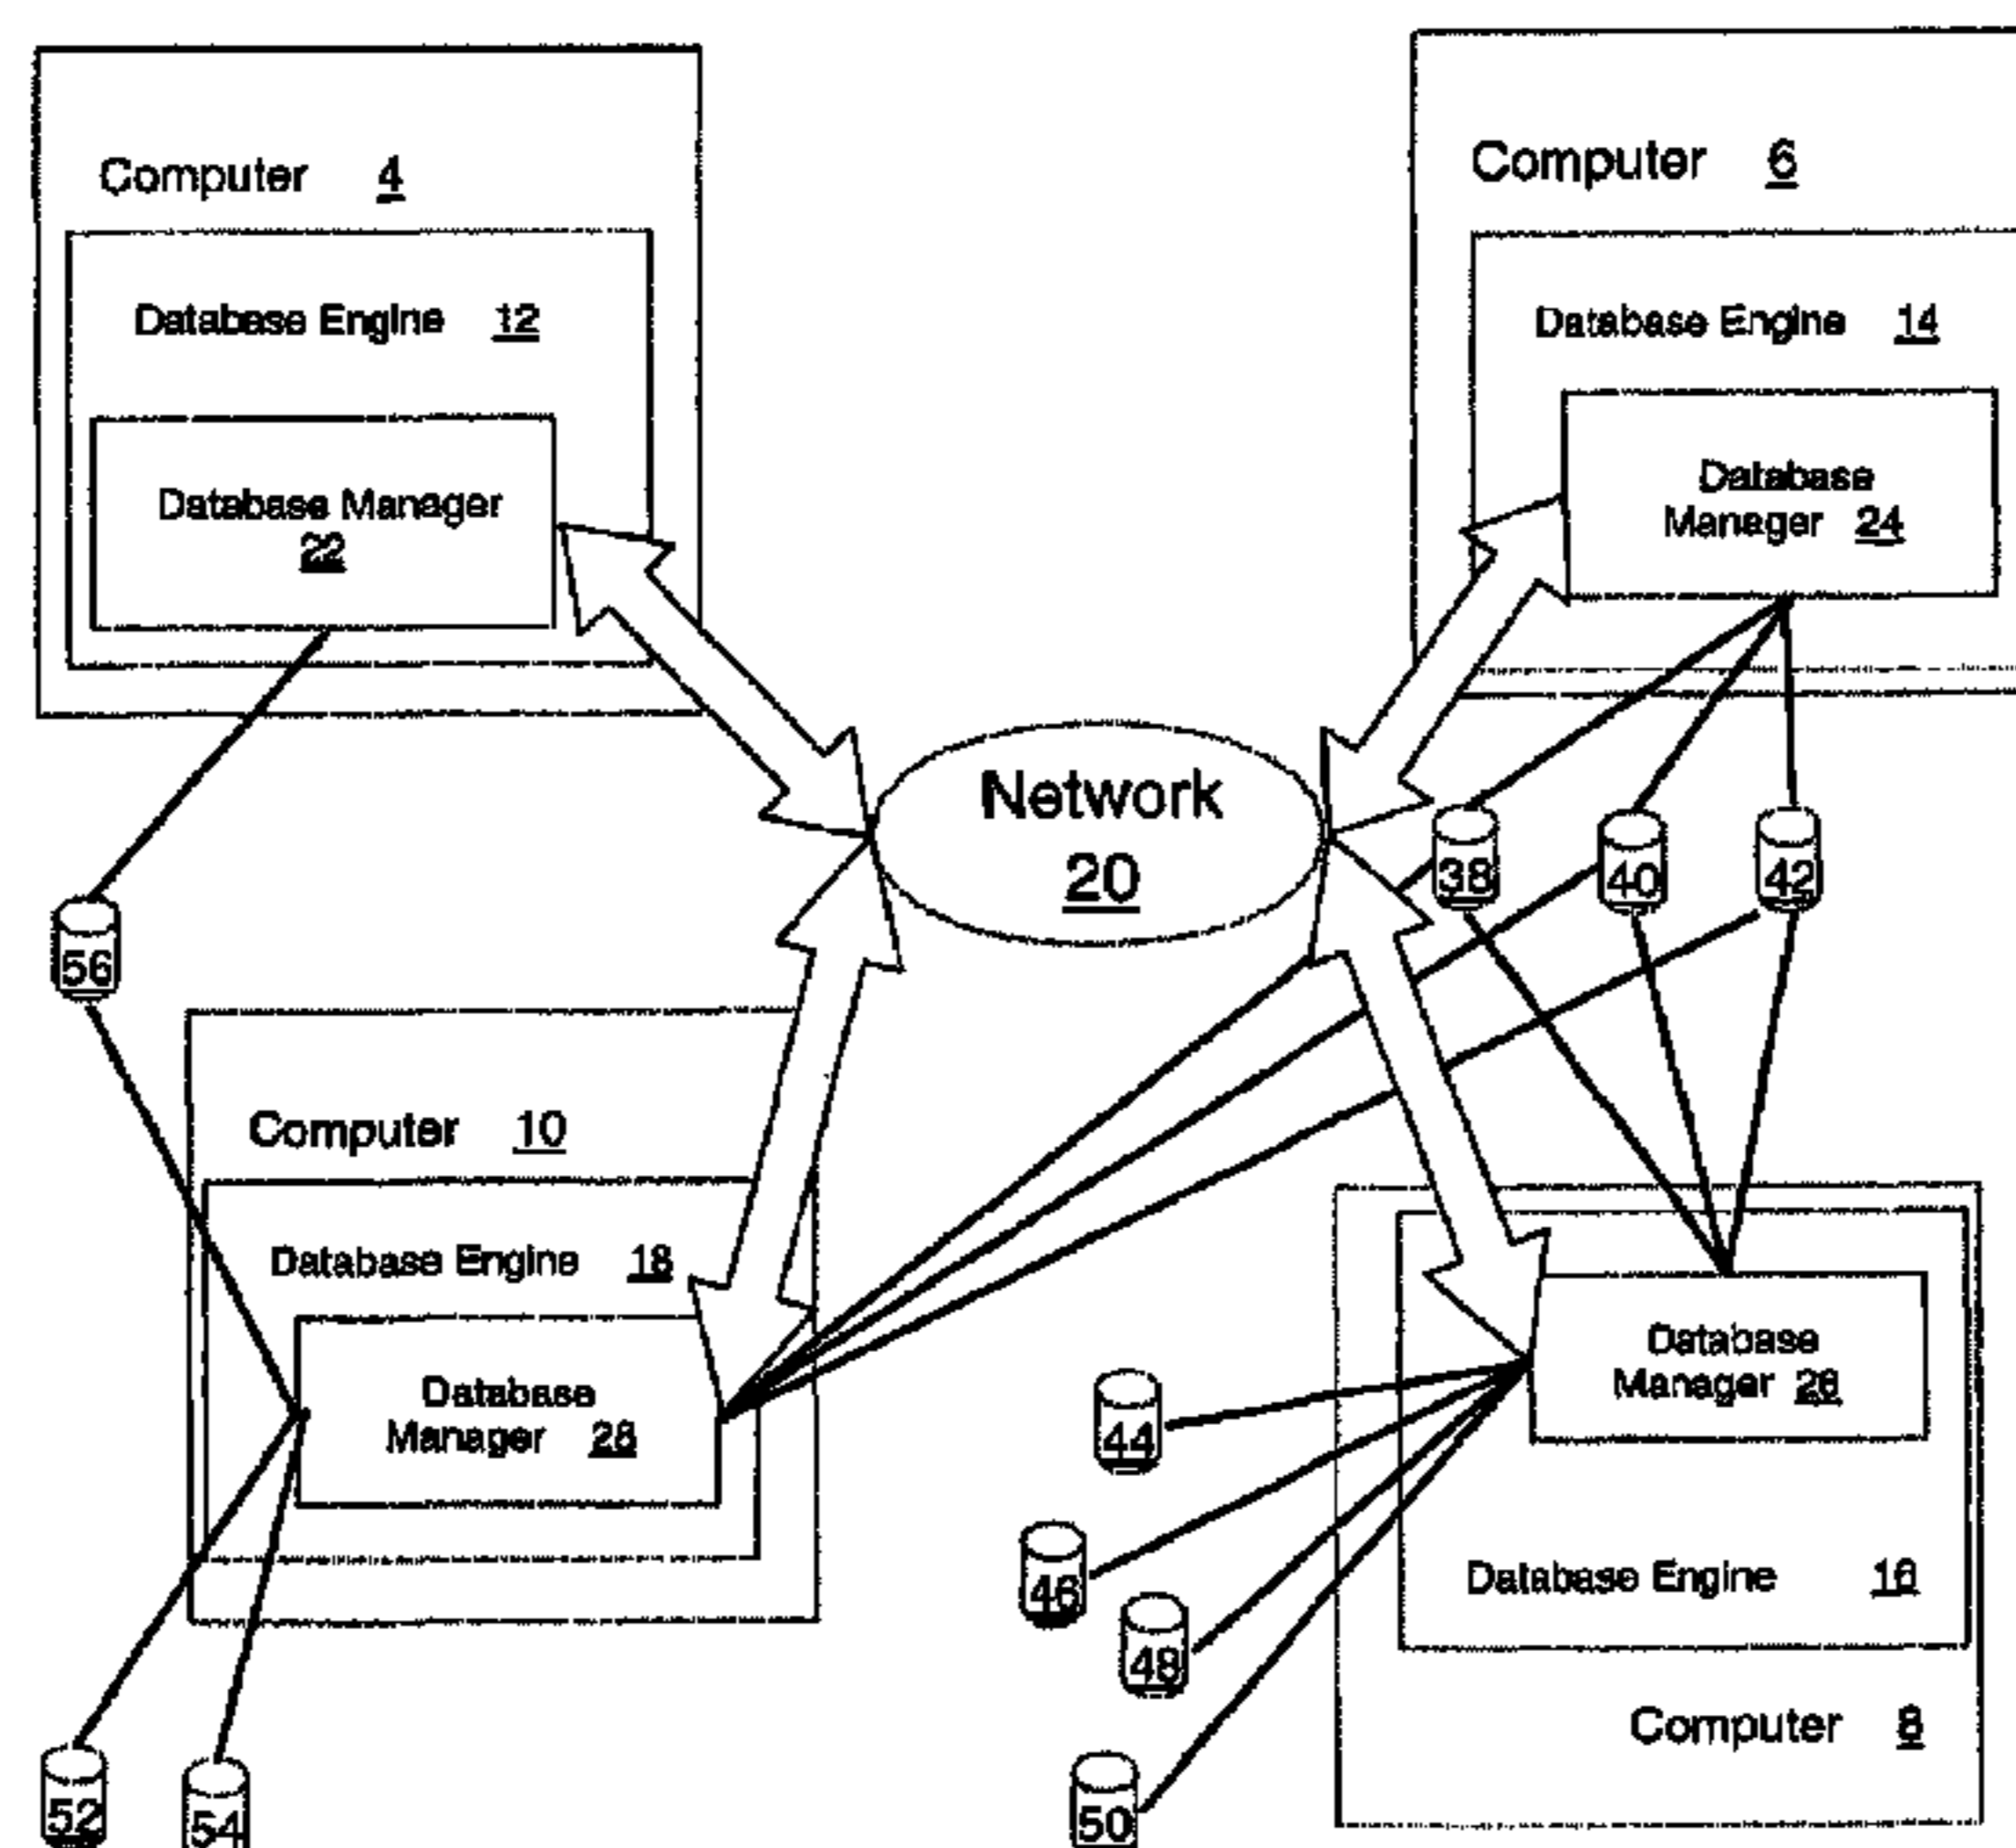 Computer 4
Database Engine 12
Database Manager
22
Computer 6
Database Engine 14
Database
Manager 24
Network
20
38
40
42
56
Computer 10
Database Engine 18
Database
Manager 28
Database
Manager 26
44
46
48
50
Database Engine 16
Computer 8
52
54